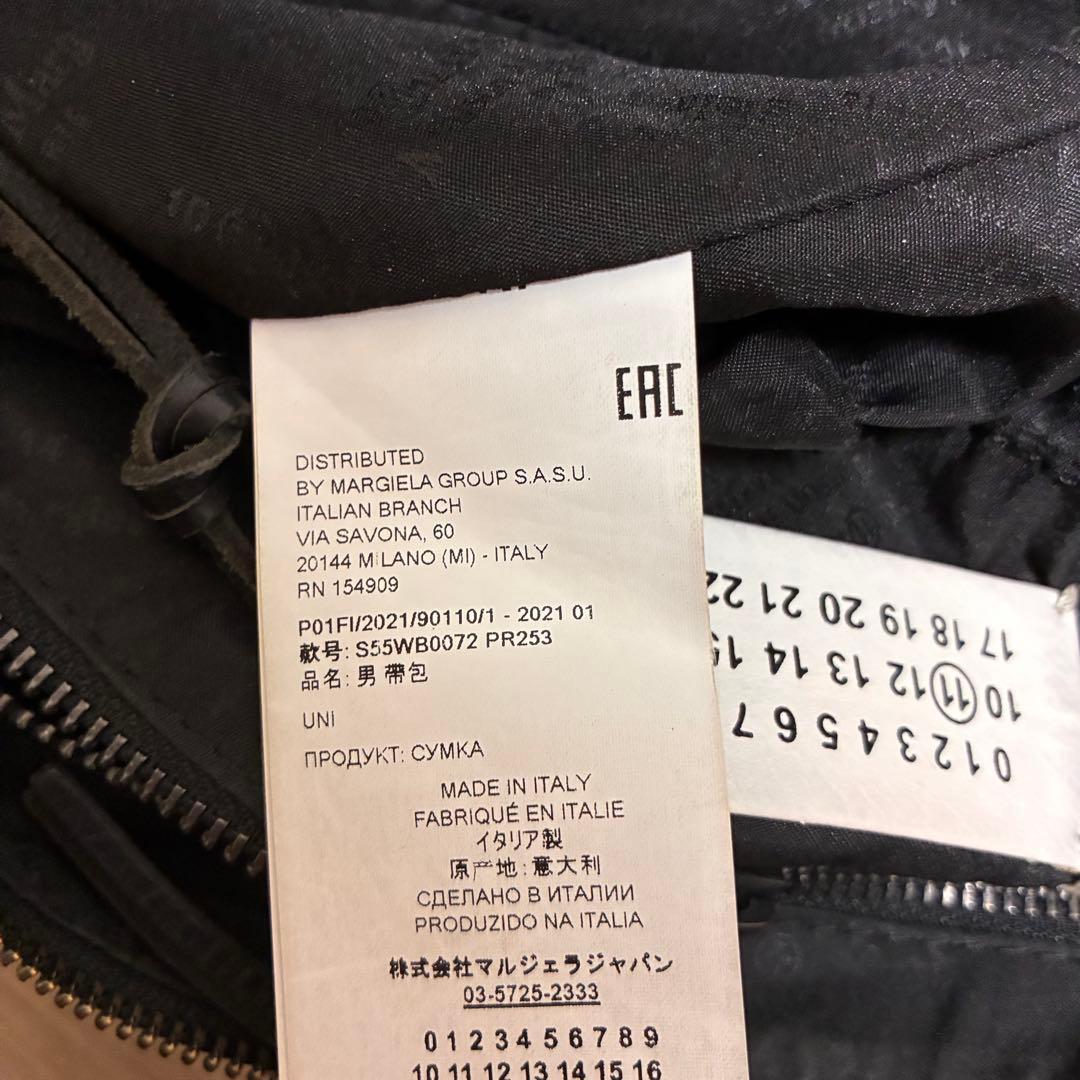 EAC
DISTRIBUTED
BY MARGIELA GROUP S.A.S.U.
ITALIAN BRANCH
VIA SAVONA, 60
20144 MILANO (MI) - ITALY
RN 154909
P01FI/2021/90110/1 - 2021 01
款号: S55WB0072 PR253
品名: 男 帶包
UNI
ПРОДУКТ: СУМКА
MADE IN ITALY
FABRIQUÉ EN ITALIE
イタリア製
原产地: 意大利
СДЕЛАНО В ИТАЛИИ
PRODUZIDO NA ITALIA
株式会社マルジェラジャパン
03-5725-2333
0 1 2 3 4 5 6 7 8 9
10 11 12 13 14 15 16
0 1 2 3 4 5 6 7
10 11 12 13 14 15
17 18 19 20 21 22